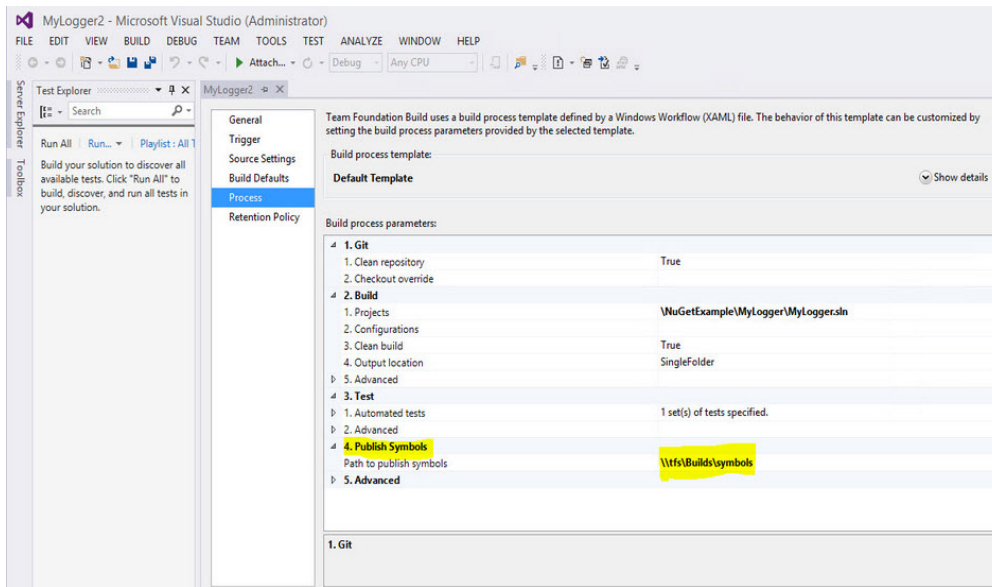 MyLogger2 - Microsoft Visual Studio (Administrator)
FILE EDIT VIEW BUILD DEBUG TEAM TOOLS TEST ANALYZE WINDOW HELP
Attach... Debug Any CPU
Server Explorer
Toolbox
Test Explorer
Search
Run All Run... Playlist : All T
Build your solution to discover all
available tests. Click "Run All" to
build, discover, and run all tests in
your solution.
MyLogger2
General
Trigger
Source Settings
Build Defaults
Process
Retention Policy
Team Foundation Build uses a build process template defined by a Windows Workflow (XAML) file. The behavior of this template can be customized by
setting the build process parameters provided by the selected template.
Build process template:
Default Template Show details
Build process parameters:
1. Git
1. Clean repository True
2. Checkout override
2. Build
1. Projects \NuGetExample\MyLogger\MyLogger.sln
2. Configurations
3. Clean build True
4. Output location SingleFolder
5. Advanced
3. Test
1. Automated tests 1 set(s) of tests specified.
2. Advanced
4. Publish Symbols
Path to publish symbols \\tfs\Builds\symbols
5. Advanced
1. Git